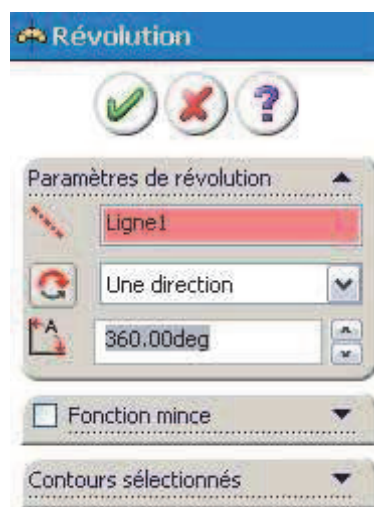 Révolution
?
Paramètres de révolution
Ligne1
Une direction
A
360.00deg
Fonction mince
Contours sélectionnés